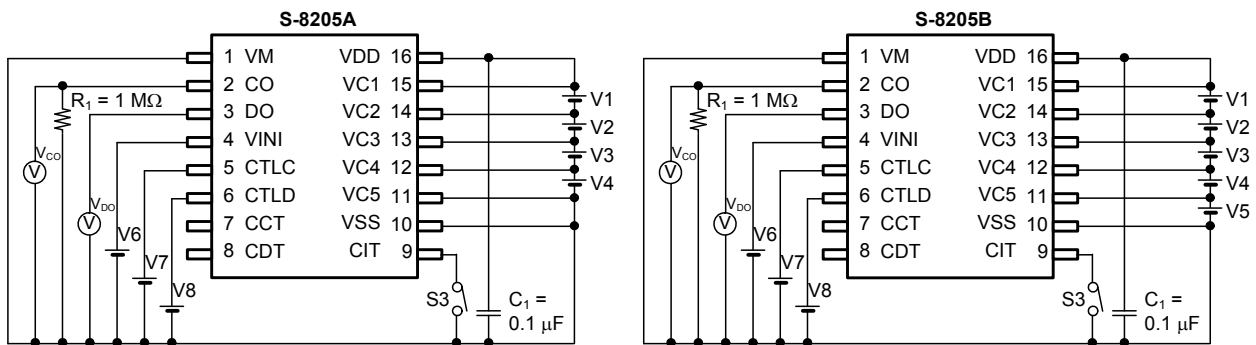 S-8205A
1 VM VDD 16
2 CO VC1 15
R₁ = 1 MΩ
3 DO VC2 14
4 VINI VC3 13
5 CTLC VC4 12
6 CTLD VC5 11
7 CCT VSS 10
8 CDT CIT 9
V1
V2
V3
V4
V_CO
V
V_DO
V
V6
V7
V8
S3
C₁ =
0.1 μF
S-8205B
1 VM VDD 16
2 CO VC1 15
R₁ = 1 MΩ
3 DO VC2 14
4 VINI VC3 13
5 CTLC VC4 12
6 CTLD VC5 11
7 CCT VSS 10
8 CDT CIT 9
V1
V2
V3
V4
V5
V_CO
V
V_DO
V
V6
V7
V8
S3
C₁ =
0.1 μF